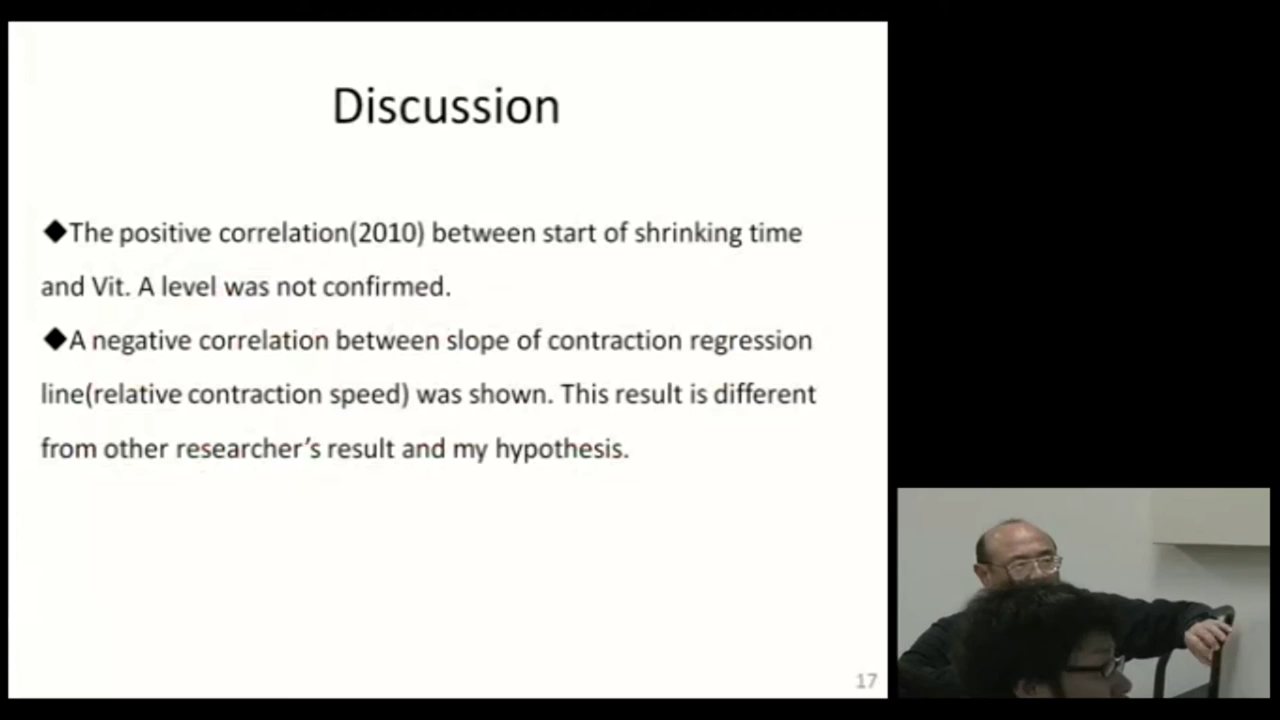 Discussion
◆The positive correlation(2010) between start of shrinking time
and Vit. A level was not confirmed.
◆A negative correlation between slope of contraction regression
line(relative contraction speed) was shown. This result is different
from other researcher’s result and my hypothesis.
17